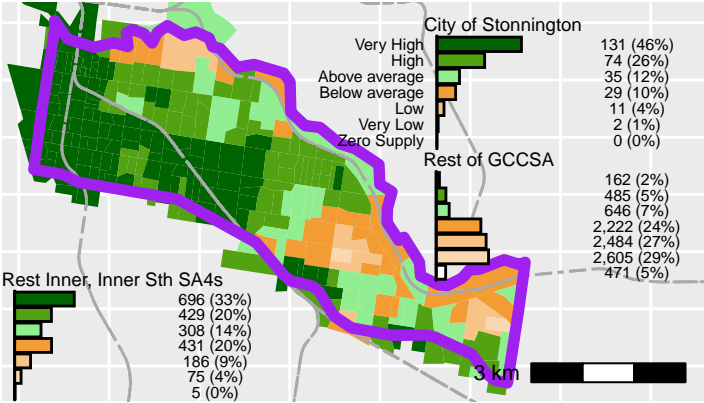 City of Stonnington
Very High 131 (46%)
High 74 (26%)
Above average 35 (12%)
Below average 29 (10%)
Low 11 (4%)
Very Low 2 (1%)
Zero Supply 0 (0%)
Rest of GCCSA
162 (2%)
485 (5%)
646 (7%)
2,222 (24%)
2,484 (27%)
2,605 (29%)
471 (5%)
Rest Inner, Inner Sth SA4s
696 (33%)
429 (20%)
308 (14%)
431 (20%)
186 (9%)
75 (4%)
5 (0%)
3 km